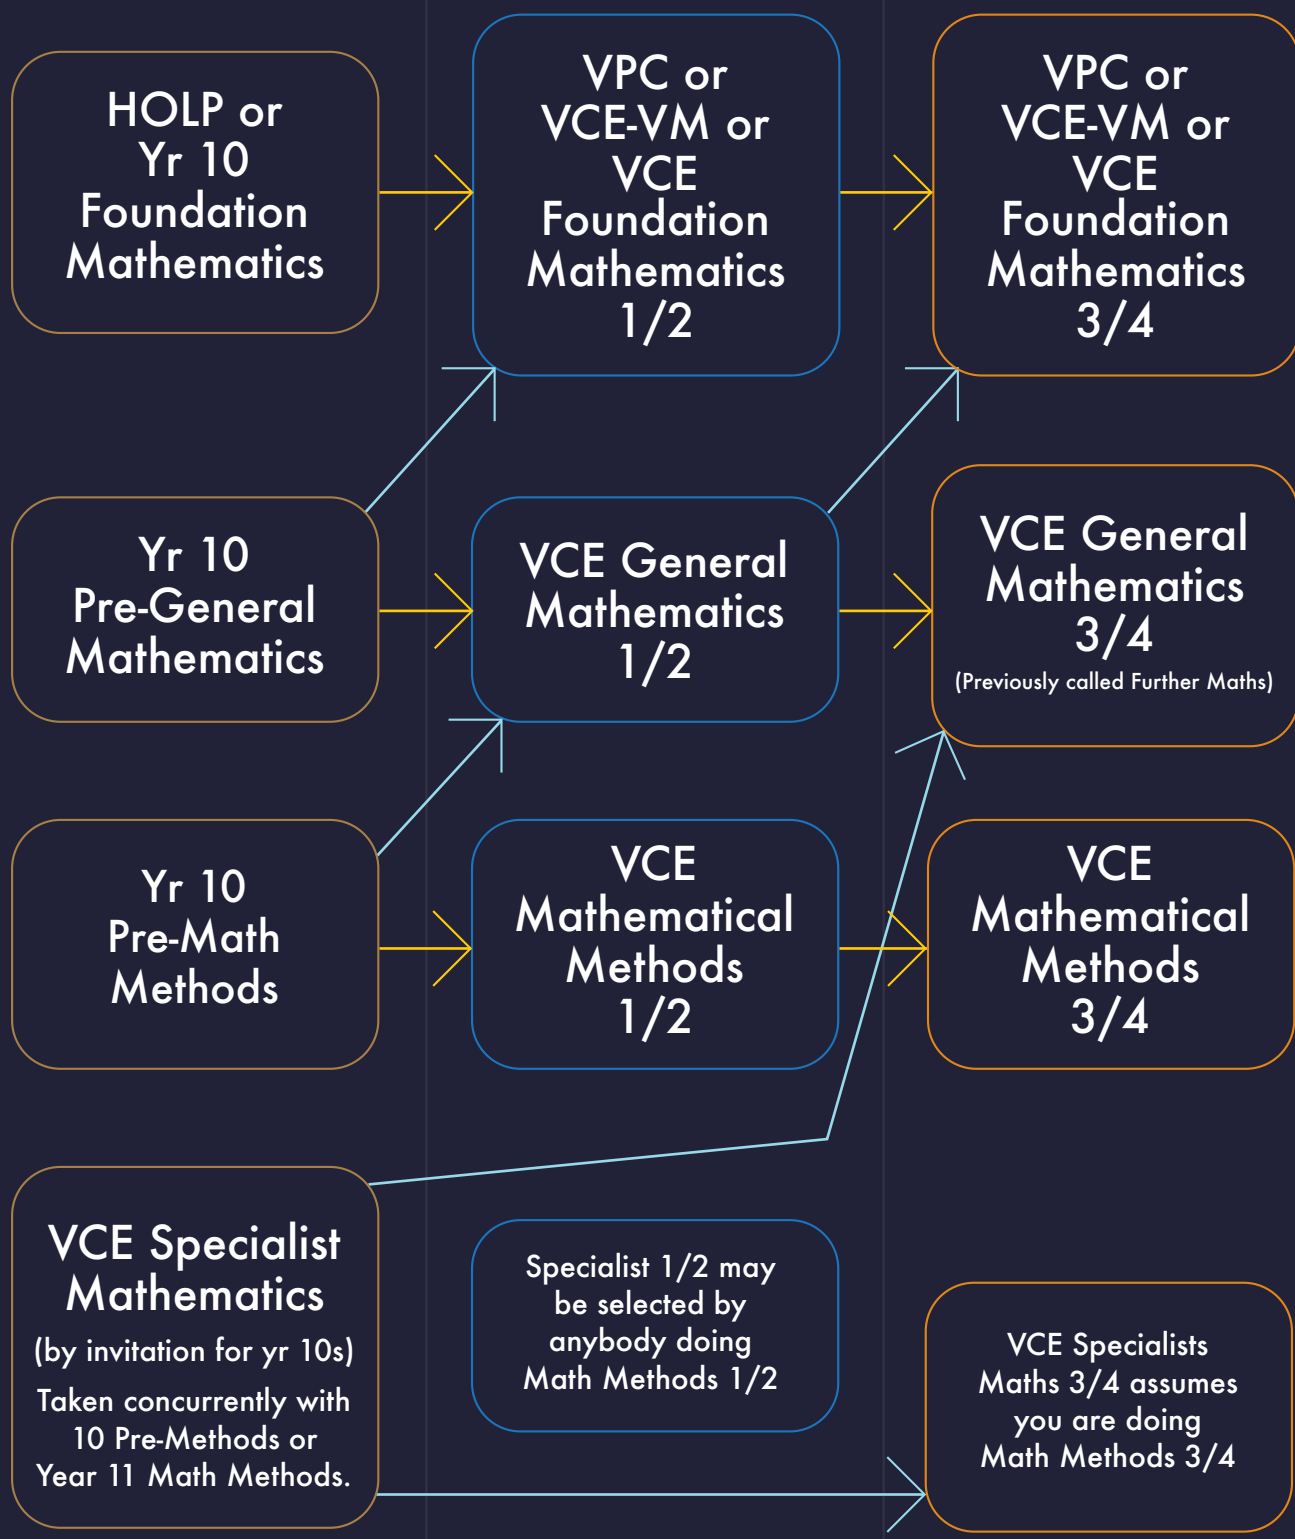 HOLP or
Yr 10
Foundation
Mathematics
VPC or
VCE-VM or
VCE
Foundation
Mathematics
1/2
VPC or
VCE-VM or
VCE
Foundation
Mathematics
3/4
Yr 10
Pre-General
Mathematics
VCE General
Mathematics
1/2
VCE General
Mathematics
3/4
(Previously called Further Maths)
Yr 10
Pre-Math
Methods
VCE
Mathematical
Methods
1/2
VCE
Mathematical
Methods
3/4
VCE Specialist
Mathematics
(by invitation for yr 10s)
Taken concurrently with
10 Pre-Methods or
Year 11 Math Methods.
Specialist 1/2 may
be selected by
anybody doing
Math Methods 1/2
VCE Specialists
Maths 3/4 assumes
you are doing
Math Methods 3/4